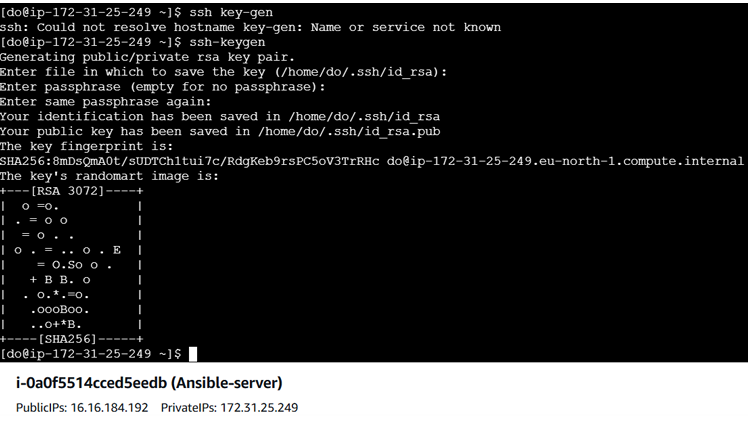 [do@ip-172-31-25-249 ~]$ ssh key-gen
ssh: Could not resolve hostname key-gen: Name or service not known
[do@ip-172-31-25-249 ~]$ ssh-keygen
Generating public/private rsa key pair.
Enter file in which to save the key (/home/do/.ssh/id_rsa):
Enter passphrase (empty for no passphrase):
Enter same passphrase again:
Your identification has been saved in /home/do/.ssh/id_rsa
Your public key has been saved in /home/do/.ssh/id_rsa.pub
The key fingerprint is:
SHA256:8mDsQmA0t/sUDTCh1tui7c/RdgKeb9rsPC5oV3TrRHc do@ip-172-31-25-249.eu-north-1.compute.internal
The key's randomart image is:
+---[RSA 3072]----+
|  o =o.          |
| . = o o         |
|  = o . .        |
| o . = .. o . E  |
|    = O.So o .   |
|   + B B. o      |
|  . o.*.=o.      |
|   .oooBoo.      |
|   ..o+*B.       |
+----[SHA256]-----+
[do@ip-172-31-25-249 ~]$
i-0a0f5514cced5eedb (Ansible-server)
PublicIPs: 16.16.184.192 PrivateIPs: 172.31.25.249